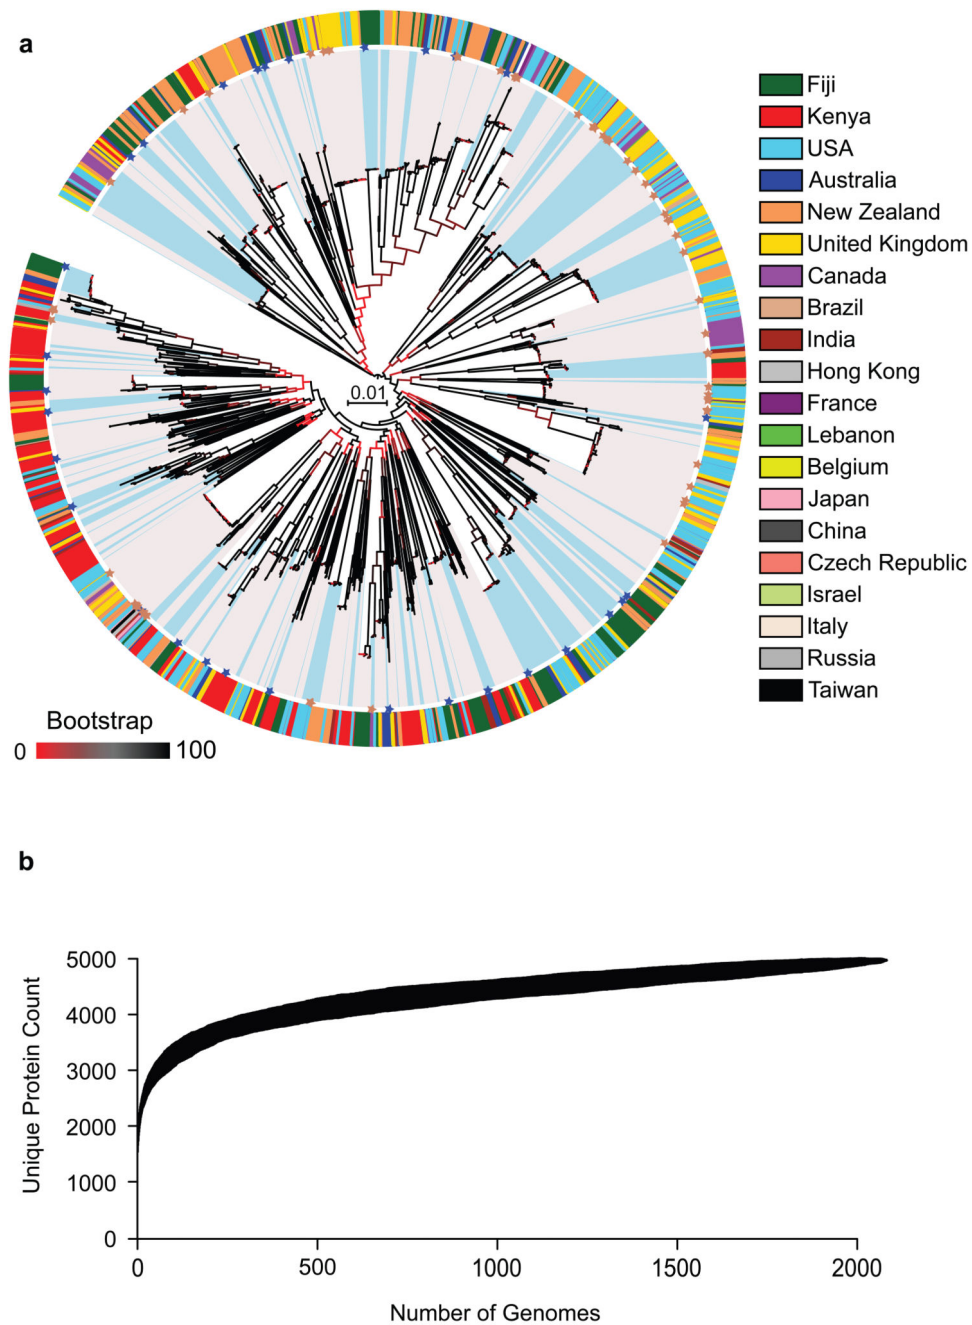 a
Fiji
Kenya
USA
Australia
New Zealand
United Kingdom
Canada
Brazil
India
Hong Kong
France
Lebanon
Belgium
Japan
China
Czech Republic
Israel
Italy
Russia
Taiwan
0.01
Bootstrap
0 100
b
Unique Protein Count
5000
4000
3000
2000
1000
0
0 500 1000 1500 2000
Number of Genomes